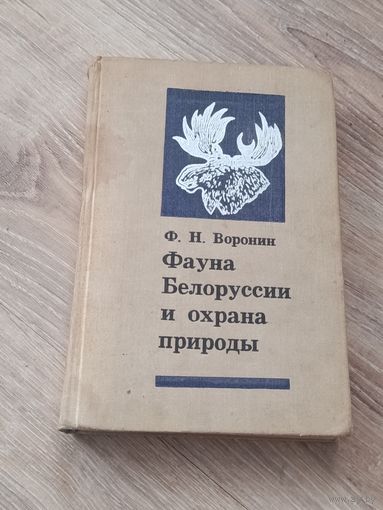 Ф. Н. Воронин
Фауна
Белоруссии
и охрана
природы